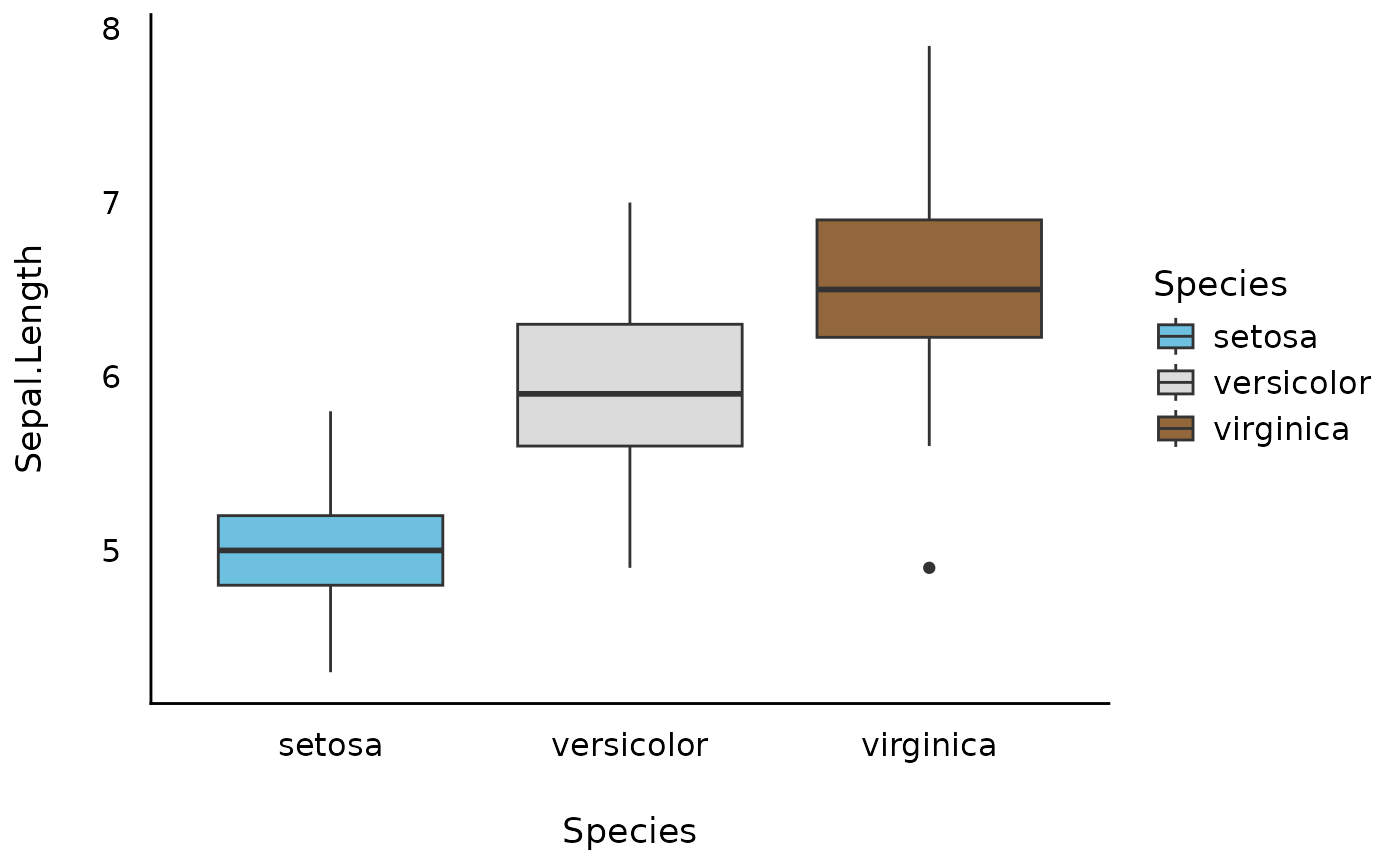 8
7
6
5
Sepal.Length
setosa
versicolor
virginica
Species
Species
setosa
versicolor
virginica